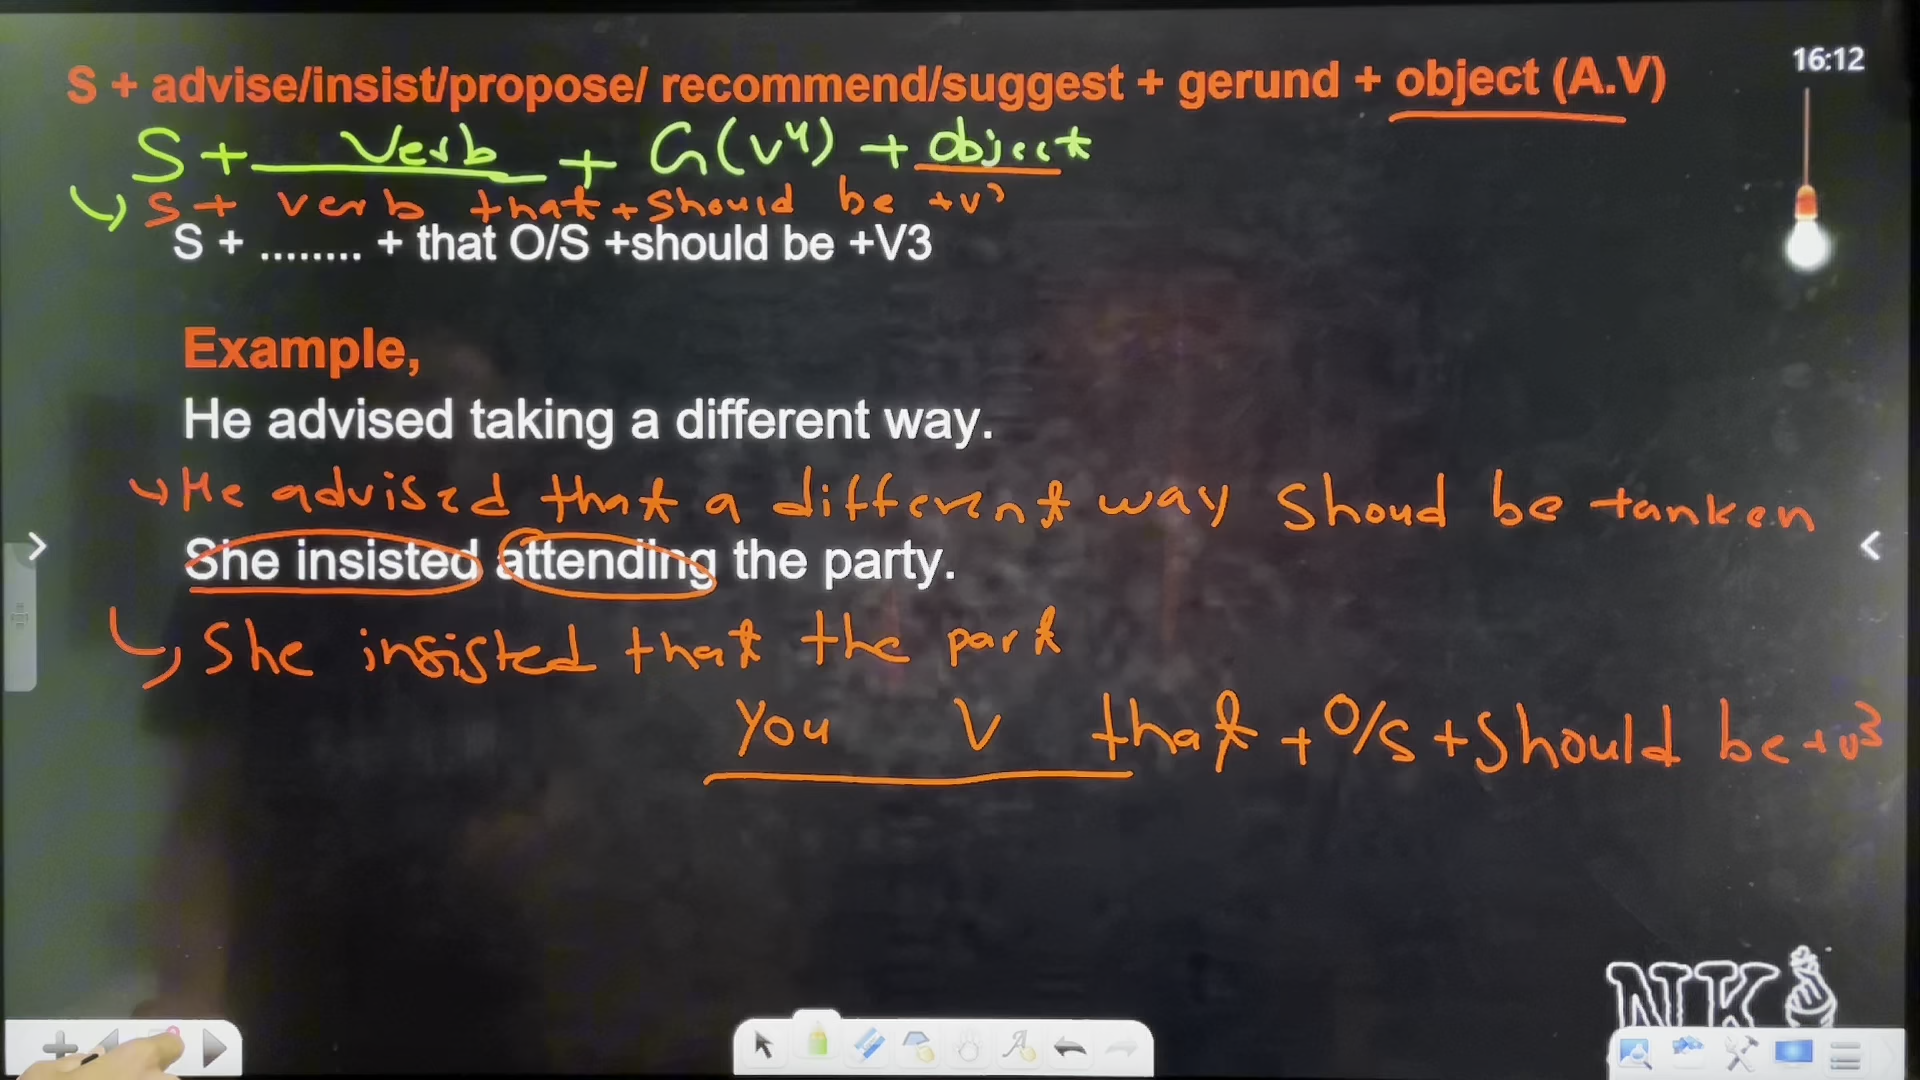 16:12
S + advise/insist/propose/ recommend/suggest + gerund + object (A.V)
S + Verb + G(v4) + object
S + verb that + should be + v3
S + ........ + that O/S +should be +V3
Example,
He advised taking a different way.
He advised that a different way shoud be tanken
She insisted attending the party.
She insisted that the part
You V that + O/S + should be + v3
NK